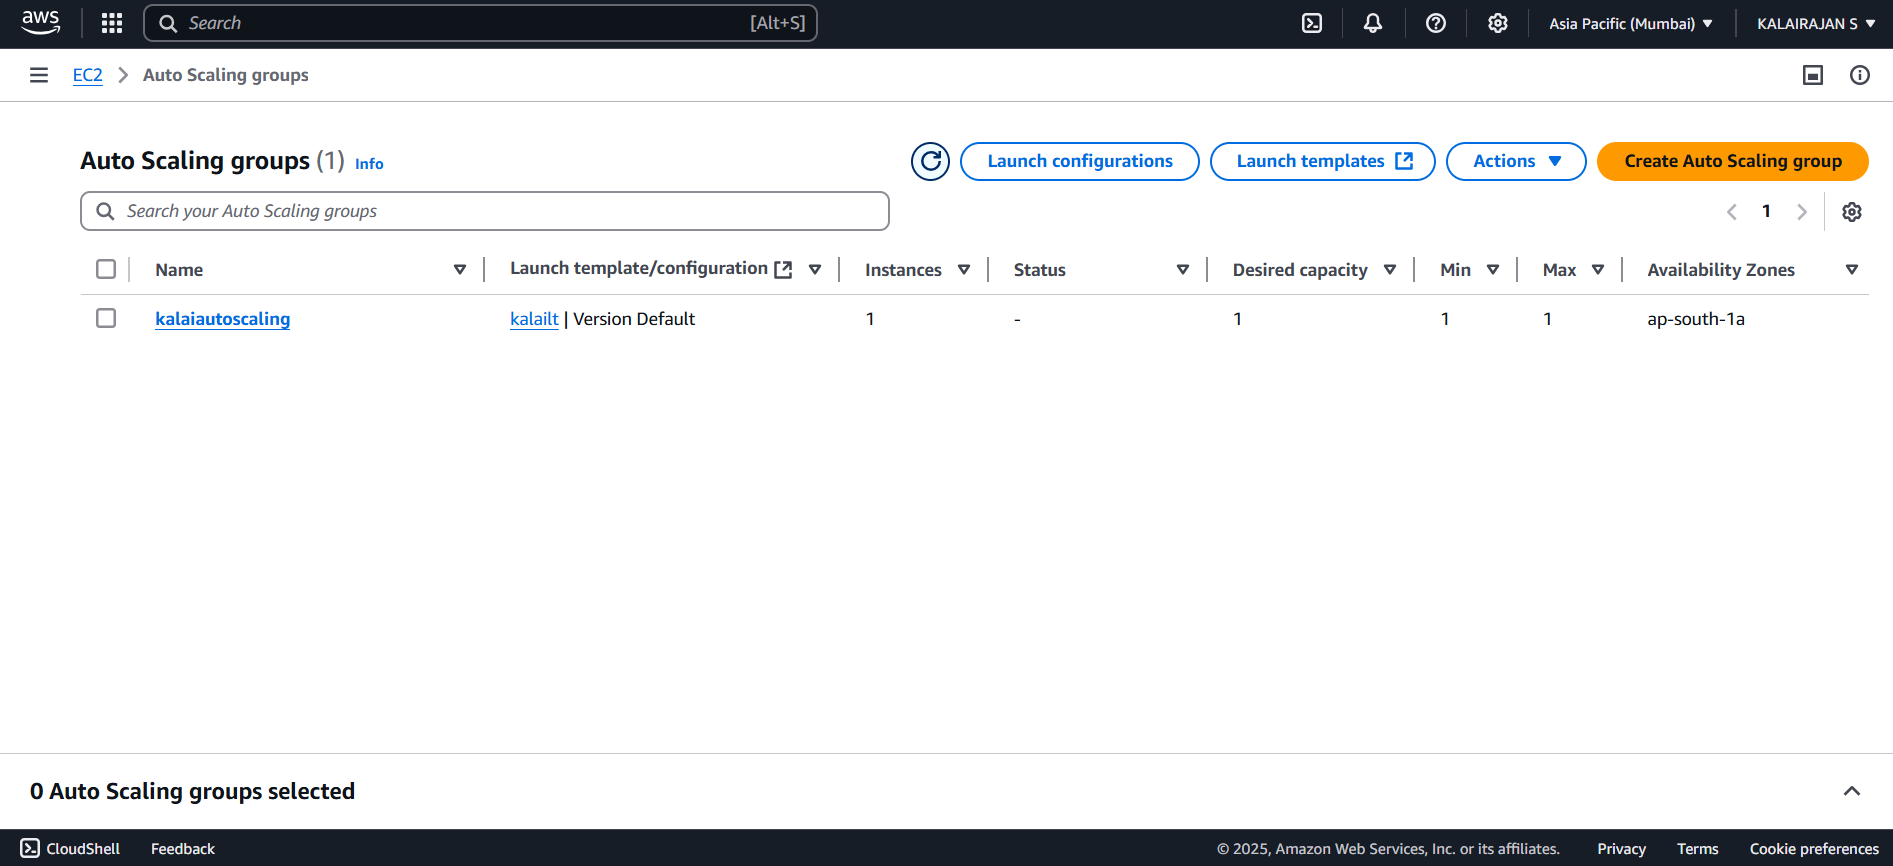 aws Search [Alt+S] Asia Pacific (Mumbai) KALAIRAJAN S
EC2 Auto Scaling groups
Auto Scaling groups (1) Info Launch configurations Launch templates Actions Create Auto Scaling group
Search your Auto Scaling groups 1
Name Launch template/configuration Instances Status Desired capacity Min Max Availability Zones
kalaiautoscaling kalailt | Version Default 1 - 1 1 1 ap-south-1a
0 Auto Scaling groups selected
CloudShell Feedback © 2025, Amazon Web Services, Inc. or its affiliates. Privacy Terms Cookie preferences